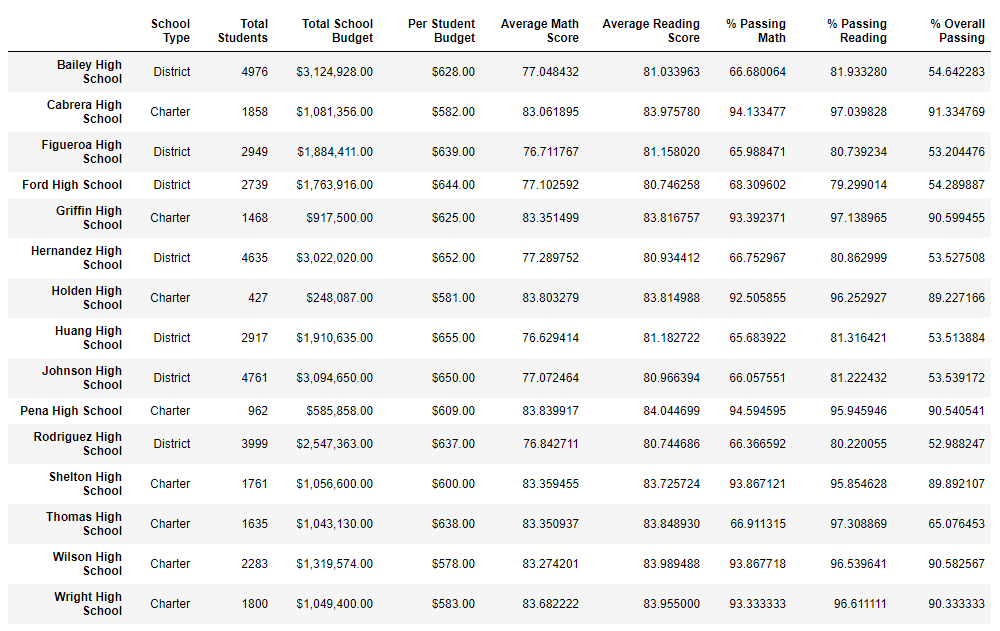 School Type Total Students Total School Budget Per Student Budget Average Math Score Average Reading Score % Passing Math % Passing Reading % Overall Passing
Bailey High School District 4976 $3,124,928.00 $628.00 77.048432 81.033963 66.680064 81.933280 54.642283
Cabrera High School Charter 1858 $1,081,356.00 $582.00 83.061895 83.975780 94.133477 97.039828 91.334769
Figueroa High School District 2949 $1,884,411.00 $639.00 76.711767 81.158020 65.988471 80.739234 53.204476
Ford High School District 2739 $1,763,916.00 $644.00 77.102592 80.746258 68.309602 79.299014 54.289887
Griffin High School Charter 1468 $917,500.00 $625.00 83.351499 83.816757 93.392371 97.138965 90.599455
Hernandez High School District 4635 $3,022,020.00 $652.00 77.289752 80.934412 66.752967 80.862999 53.527508
Holden High School Charter 427 $248,087.00 $581.00 83.803279 83.814988 92.505855 96.252927 89.227166
Huang High School District 2917 $1,910,635.00 $655.00 76.629414 81.182722 65.683922 81.316421 53.513884
Johnson High School District 4761 $3,094,650.00 $650.00 77.072464 80.966394 66.057551 81.222432 53.539172
Pena High School Charter 962 $585,858.00 $609.00 83.839917 84.044699 94.594595 95.945946 90.540541
Rodriguez High School District 3999 $2,547,363.00 $637.00 76.842711 80.744686 66.366592 80.220055 52.988247
Shelton High School Charter 1761 $1,056,600.00 $600.00 83.359455 83.725724 93.867121 95.854628 89.892107
Thomas High School Charter 1635 $1,043,130.00 $638.00 83.350937 83.848930 66.911315 97.308869 65.076453
Wilson High School Charter 2283 $1,319,574.00 $578.00 83.274201 83.989488 93.867718 96.539641 90.582567
Wright High School Charter 1800 $1,049,400.00 $583.00 83.682222 83.955000 93.333333 96.611111 90.333333